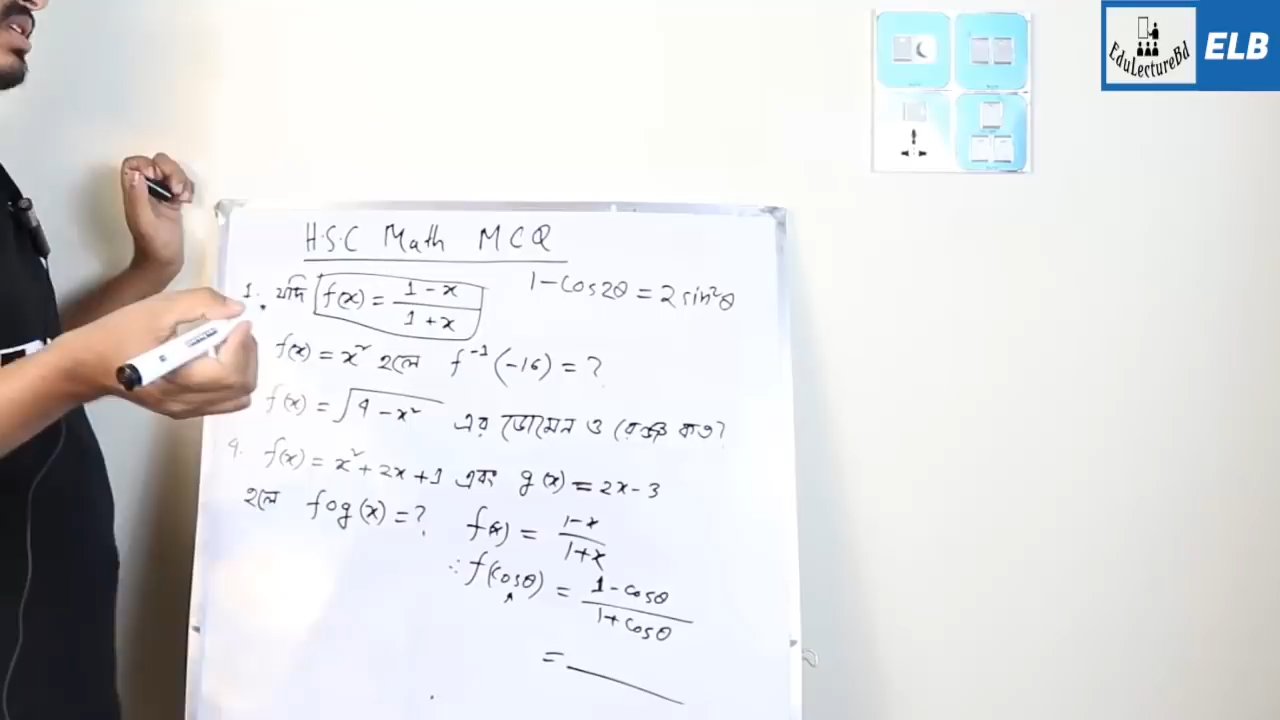 EduLectureBd
ELB
H.S.C Math MCQ
1. যদি f(x) = (1-x)/(1+x)
1-cos2θ = 2 sin²θ
f(x) = x² হলে f⁻¹(-16) = ?
f(x) = √(4-x²) এর ডোমেন ও রেঞ্জ কত?
4. f(x) = x²+2x+1 এবং g(x) = 2x-3
হলে fog(x) = ?
f(x) = (1-x)/(1+x)
∴ f(cosθ) = (1-cosθ)/(1+cosθ)
=